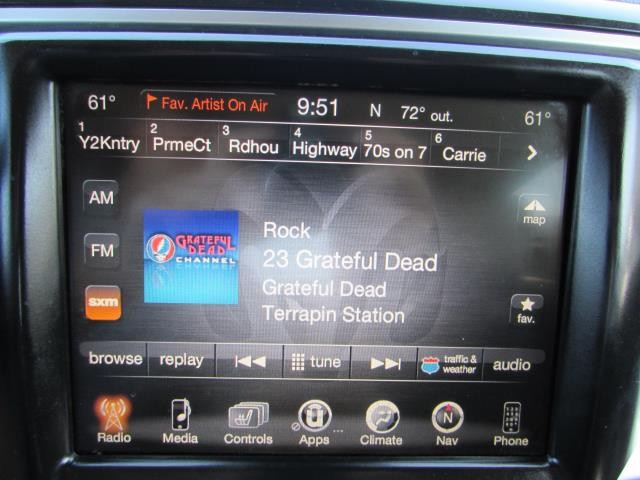 61° Fav. Artist On Air 9:51 N 72° out. 61°
1 Y2Kntry 2 PrmeCt 3 Rdhou 4 Highway 5 70s on 7 6 Carrie
AM
map
FM
GRATEFUL
DEAD
CHANNEL
Rock
23 Grateful Dead
Grateful Dead
Terrapin Station
sxm
fav.
browse replay tune traffic & weather audio
Radio Media Controls Apps Climate Nav Phone